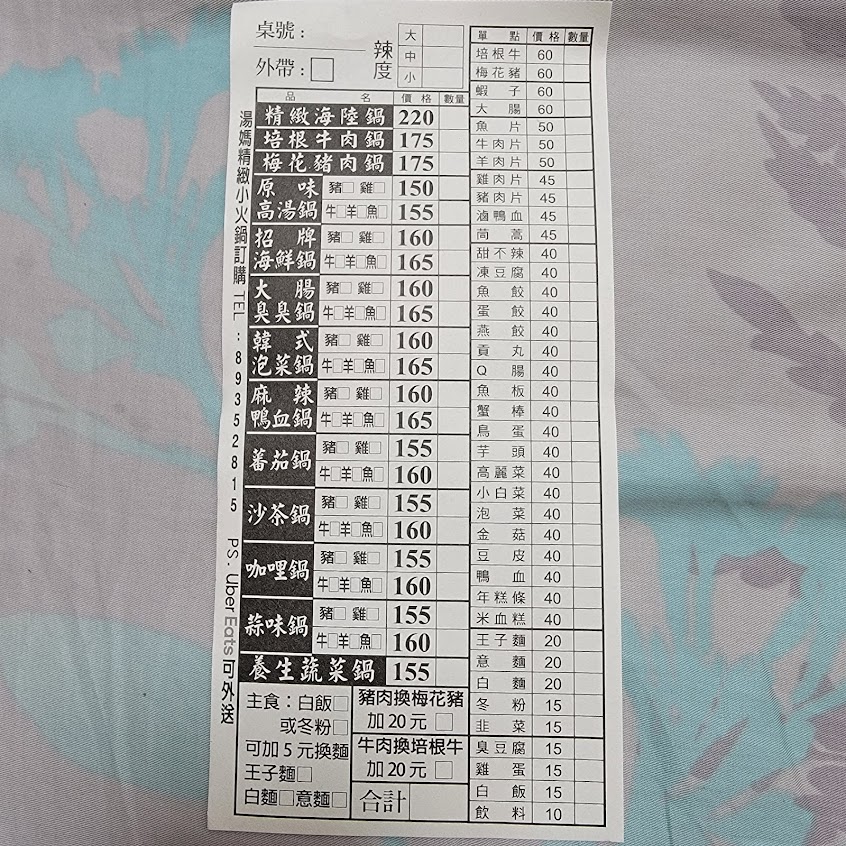 桌號:
外帶:□
辣度
大
中
小
品名 價格 數量
精緻海陸鍋 220
培根牛肉鍋 175
梅花豬肉鍋 175
原味高湯鍋 豬□ 雞□ 150
牛□羊□魚□ 155
招牌海鮮鍋 豬□ 雞□ 160
牛□羊□魚□ 165
大腸臭臭鍋 豬□ 雞□ 160
牛□羊□魚□ 165
韓式泡菜鍋 豬□ 雞□ 160
牛□羊□魚□ 165
麻辣鴨血鍋 豬□ 雞□ 160
牛□羊□魚□ 165
蕃茄鍋 豬□ 雞□ 155
牛□羊□魚□ 160
沙茶鍋 豬□ 雞□ 155
牛□羊□魚□ 160
咖哩鍋 豬□ 雞□ 155
牛□羊□魚□ 160
蒜味鍋 豬□ 雞□ 155
牛□羊□魚□ 160
養生蔬菜鍋 155
主食:白飯□
或冬粉□
可加5元換麵
王子麵□
白麵□意麵□
豬肉換梅花豬
加20元 □
牛肉換培根牛
加20元 □
合計
單點 價格 數量
培根牛 60
梅花豬 60
蝦子 60
大腸 60
魚片 50
牛肉片 50
羊肉片 50
雞肉片 45
豬肉片 45
滷鴨血 45
茼蒿 45
甜不辣 40
凍豆腐 40
魚餃 40
蛋餃 40
燕餃 40
貢丸 40
Q腸 40
魚板 40
蟹棒 40
鳥蛋 40
芋頭 40
高麗菜 40
小白菜 40
泡菜 40
金菇 40
豆皮 40
鴨血 40
年糕條 40
米血糕 40
王子麵 20
意麵 20
白麵 20
冬粉 15
韭菜 15
臭豆腐 15
雞蛋 15
白飯 15
飲料 10
湯媽精緻小火鍋訂購 TEL:89352815 PS. Uber Eats 可外送